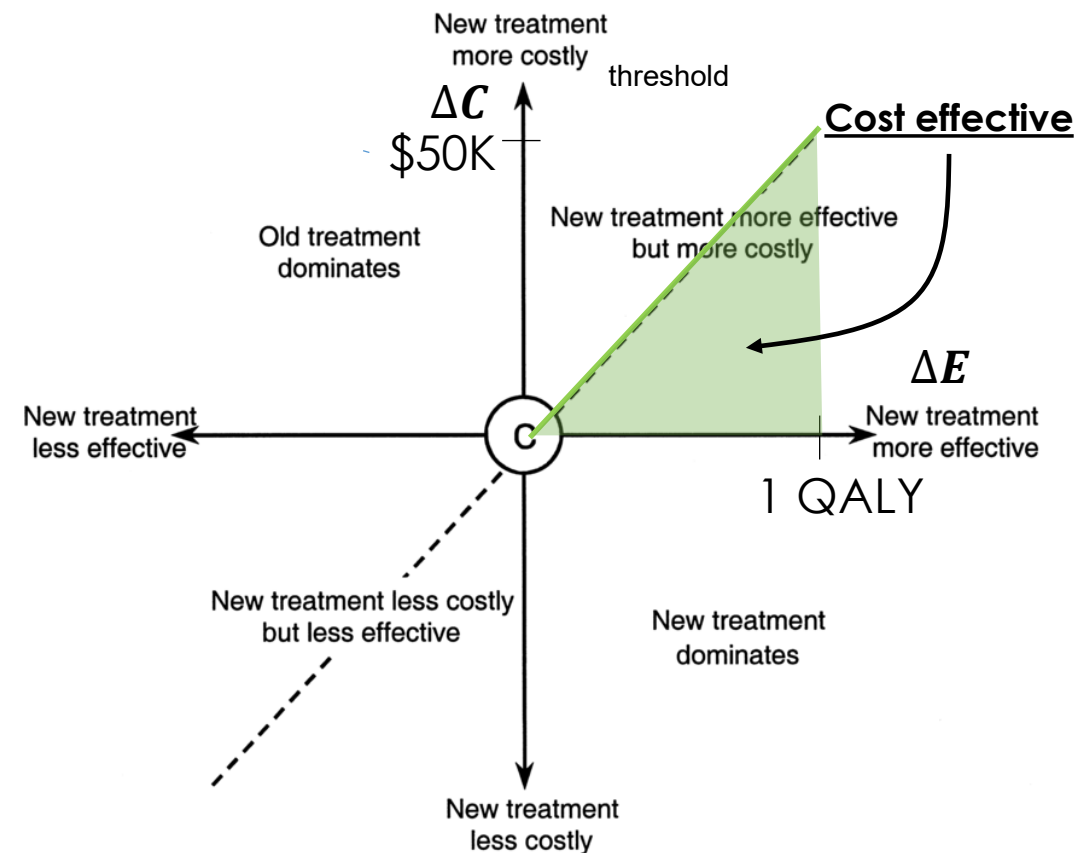 New treatment
more costly
threshold
ΔC
$50K
Cost effective
Old treatment
dominates
New treatment more effective
but more costly
ΔE
New treatment
less effective
C
New treatment
more effective
1 QALY
New treatment less costly
but less effective
New treatment
dominates
New treatment
less costly